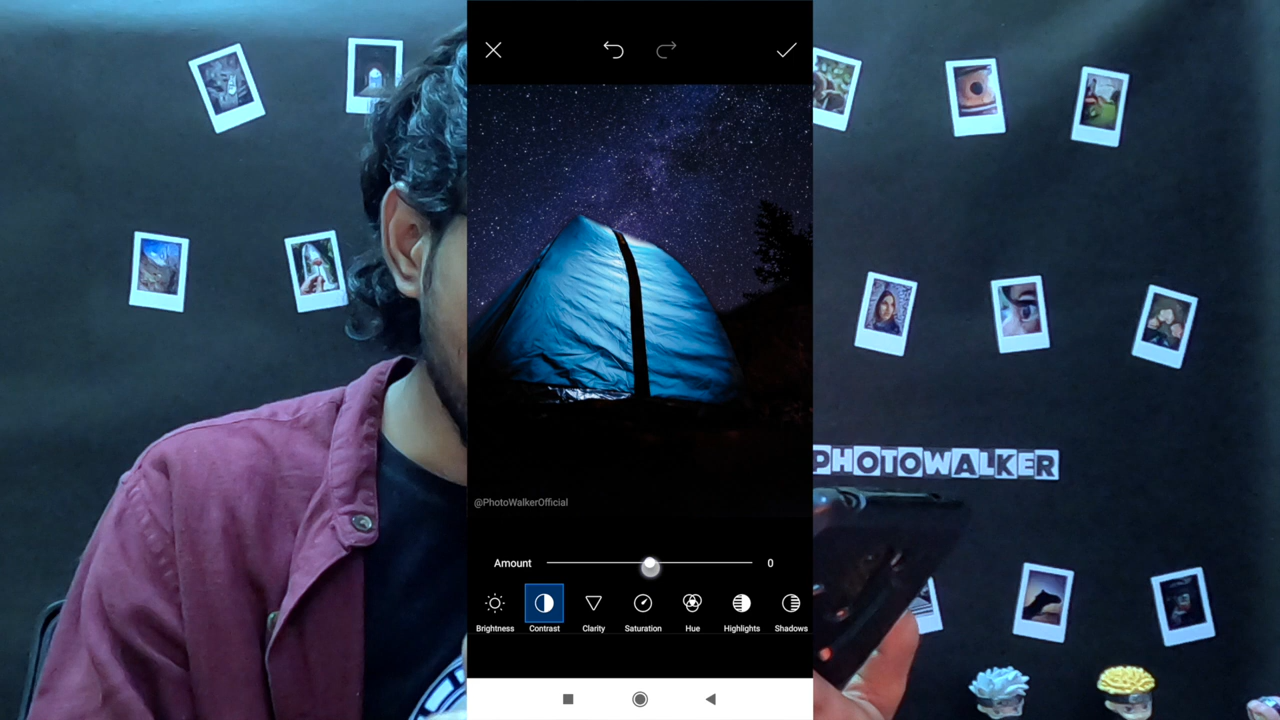 PHOTOWALKER
@PhotoWalkerOfficial
Amount 0
Brightness Contrast Clarity Saturation Hue Highlights Shadows